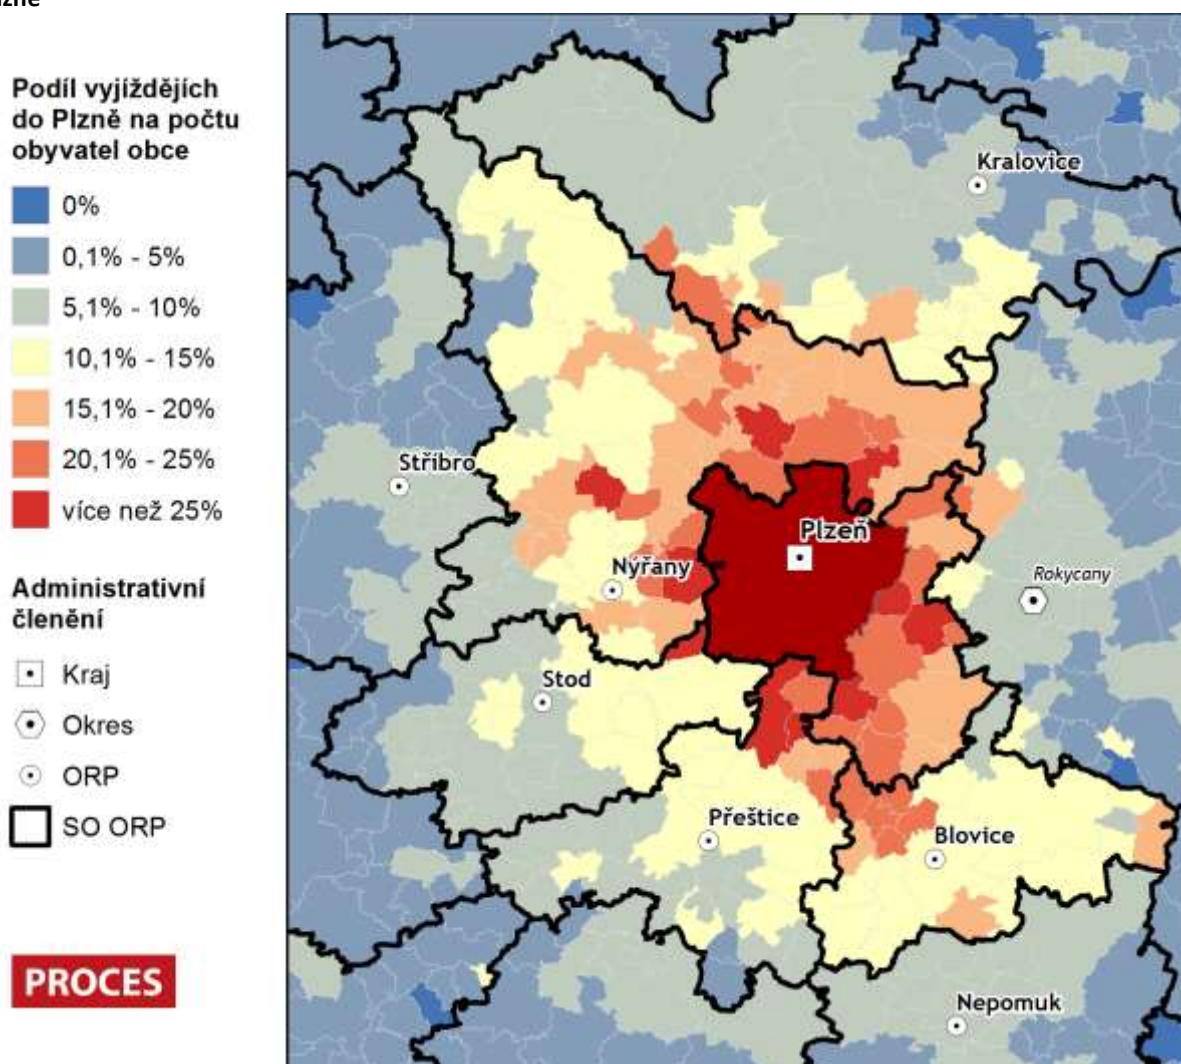 Podíl vyjíždějích
do Plzně na počtu
obyvatel obce
0%
0,1% - 5%
5,1% - 10%
10,1% - 15%
15,1% - 20%
20,1% - 25%
více než 25%
Administrativní
členění
Kraj
Okres
ORP
SO ORP
PROCES
Kralovice
Stříbro
Plzeň
Nýřany
Rokycany
Stod
Přeštice
Blovice
Nepomuk